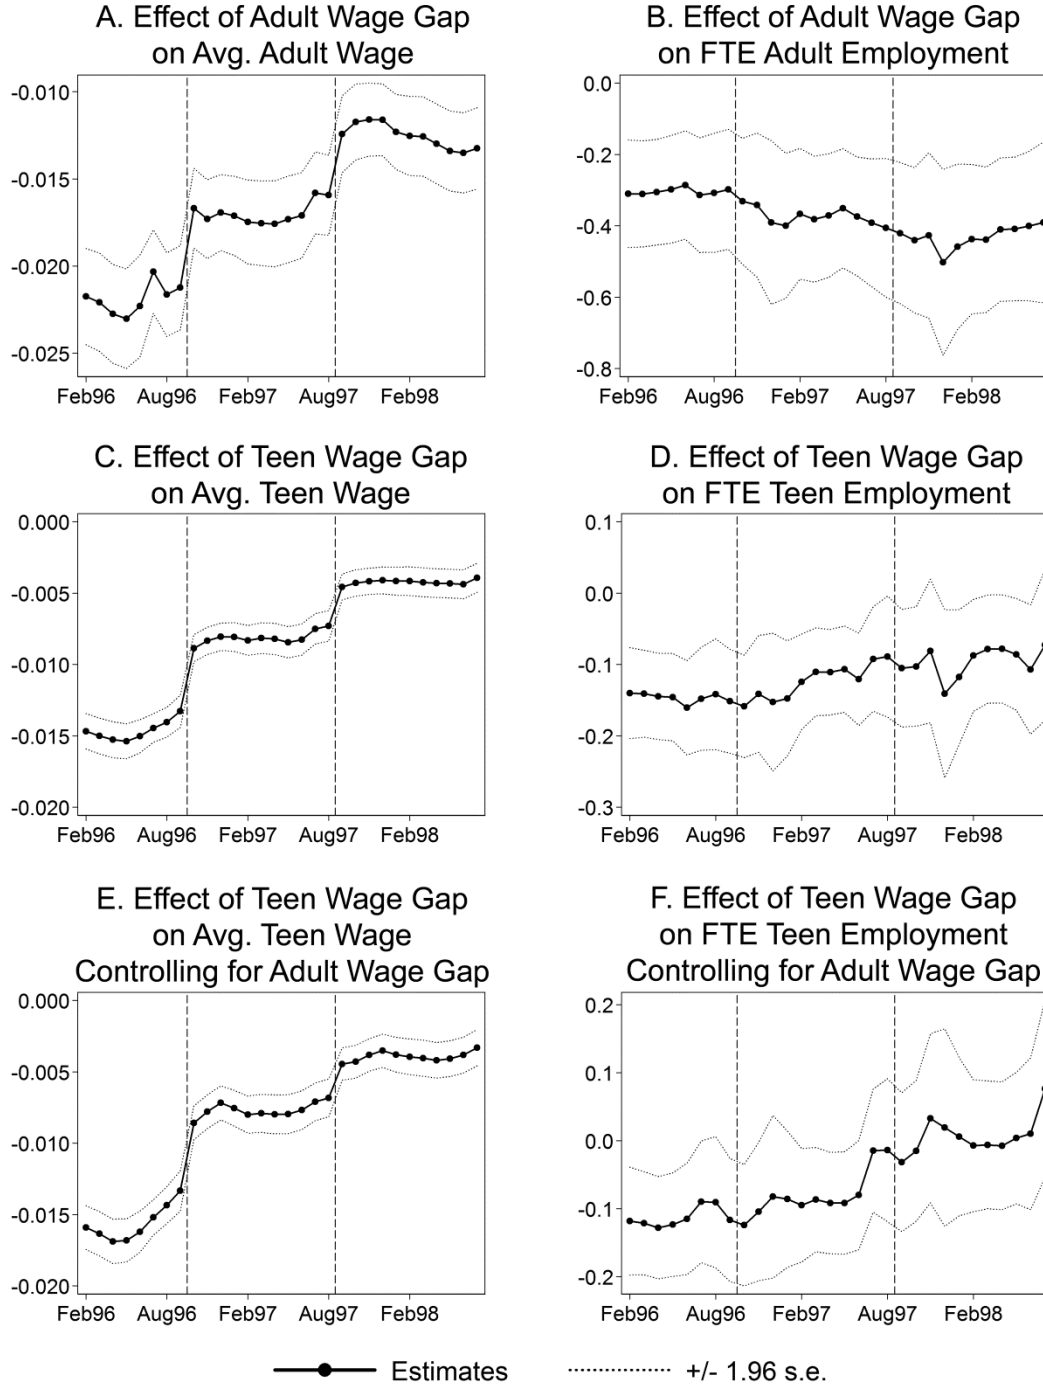 A. Effect of Adult Wage Gap
on Avg. Adult Wage
-0.010
-0.015
-0.020
-0.025
Feb96 Aug96 Feb97 Aug97 Feb98
B. Effect of Adult Wage Gap
on FTE Adult Employment
0.0
-0.2
-0.4
-0.6
-0.8
Feb96 Aug96 Feb97 Aug97 Feb98
C. Effect of Teen Wage Gap
on Avg. Teen Wage
0.000
-0.005
-0.010
-0.015
-0.020
Feb96 Aug96 Feb97 Aug97 Feb98
D. Effect of Teen Wage Gap
on FTE Teen Employment
0.1
0.0
-0.1
-0.2
-0.3
Feb96 Aug96 Feb97 Aug97 Feb98
E. Effect of Teen Wage Gap
on Avg. Teen Wage
Controlling for Adult Wage Gap
0.000
-0.005
-0.010
-0.015
-0.020
Feb96 Aug96 Feb97 Aug97 Feb98
F. Effect of Teen Wage Gap
on FTE Teen Employment
Controlling for Adult Wage Gap
0.2
0.1
0.0
-0.1
-0.2
Feb96 Aug96 Feb97 Aug97 Feb98
Estimates +/- 1.96 s.e.